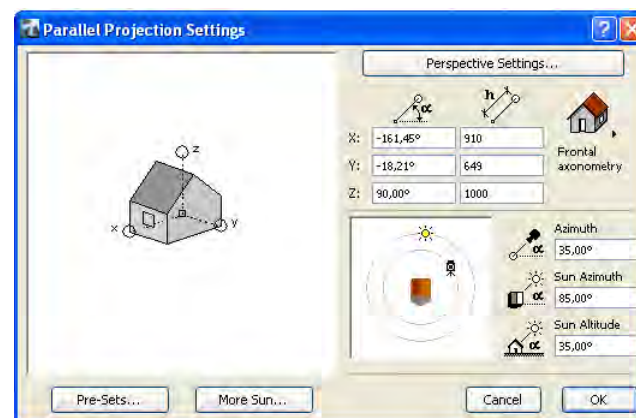 Parallel Projection Settings
Perspective Settings...
α h
X: -161,45° 910
Y: -18,21° 649
Z: 90,00° 1000
Frontal
axonometry
z
x y
Azimuth
α 35,00°
Sun Azimuth
α 85,00°
Sun Altitude
α 35,00°
Pre-Sets... More Sun... Cancel OK